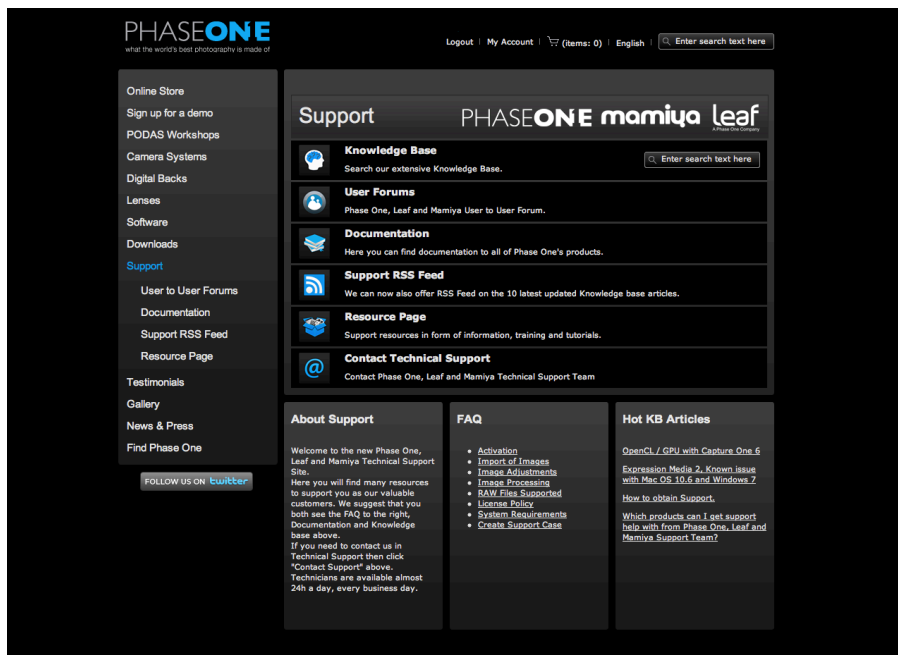 PHASEONE
what the world's best photography is made of
Logout | My Account | (items: 0) | English | Enter search text here
Online Store
Sign up for a demo
PODAS Workshops
Camera Systems
Digital Backs
Lenses
Software
Downloads
Support
User to User Forums
Documentation
Support RSS Feed
Resource Page
Testimonials
Gallery
News & Press
Find Phase One
FOLLOW US ON twitter
Support
PHASEONE mamiya leaf
A Phase One Company
Knowledge Base
Search our extensive Knowledge Base.
Enter search text here
User Forums
Phase One, Leaf and Mamiya User to User Forum.
Documentation
Here you can find documentation to all of Phase One's products.
Support RSS Feed
We can now also offer RSS Feed on the 10 latest updated Knowledge base articles.
Resource Page
Support resources in form of information, training and tutorials.
@
Contact Technical Support
Contact Phase One, Leaf and Mamiya Technical Support Team
About Support
Welcome to the new Phase One,
Leaf and Mamiya Technical Support
Site.
Here you will find many resources
to support you as our valuable
customers. We suggest that you
both see the FAQ to the right,
Documentation and Knowledge
base above.
If you need to contact us in
Technical Support then click
"Contact Support" above.
Technicians are available almost
24h a day, every business day.
FAQ
• Activation
• Import of Images
• Image Adjustments
• Image Processing
• RAW Files Supported
• License Policy
• System Requirements
• Create Support Case
Hot KB Articles
OpenCL / GPU with Capture One 6
Expression Media 2, Known issue
with Mac OS 10.6 and Windows 7
How to obtain Support.
Which products can I get support
help with from Phase One, Leaf and
Mamiya Support Team?